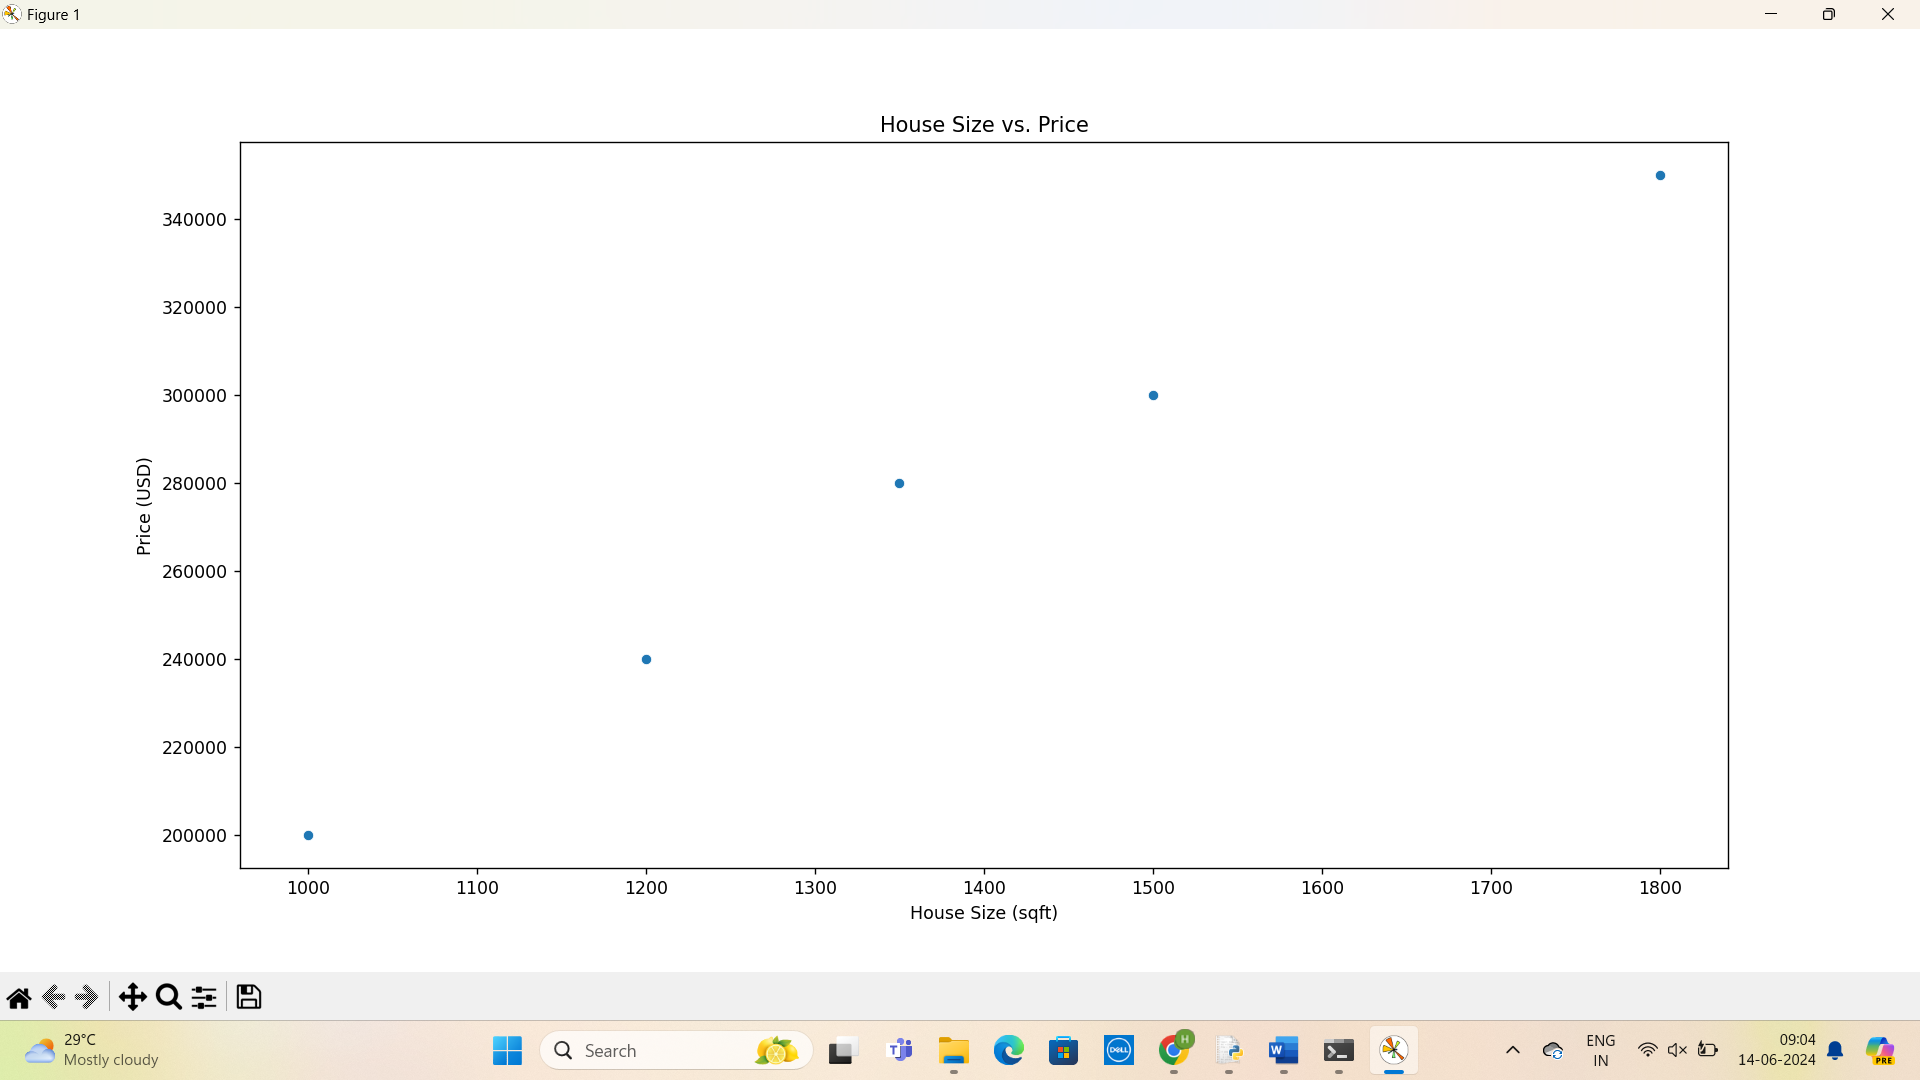 Figure 1
House Size vs. Price
340000
320000
300000
280000
260000
240000
220000
200000
Price (USD)
1000 1100 1200 1300 1400 1500 1600 1700 1800
House Size (sqft)
29°C
Mostly cloudy
Search
DELL
H
ENG
IN
09:04
14-06-2024
PRE